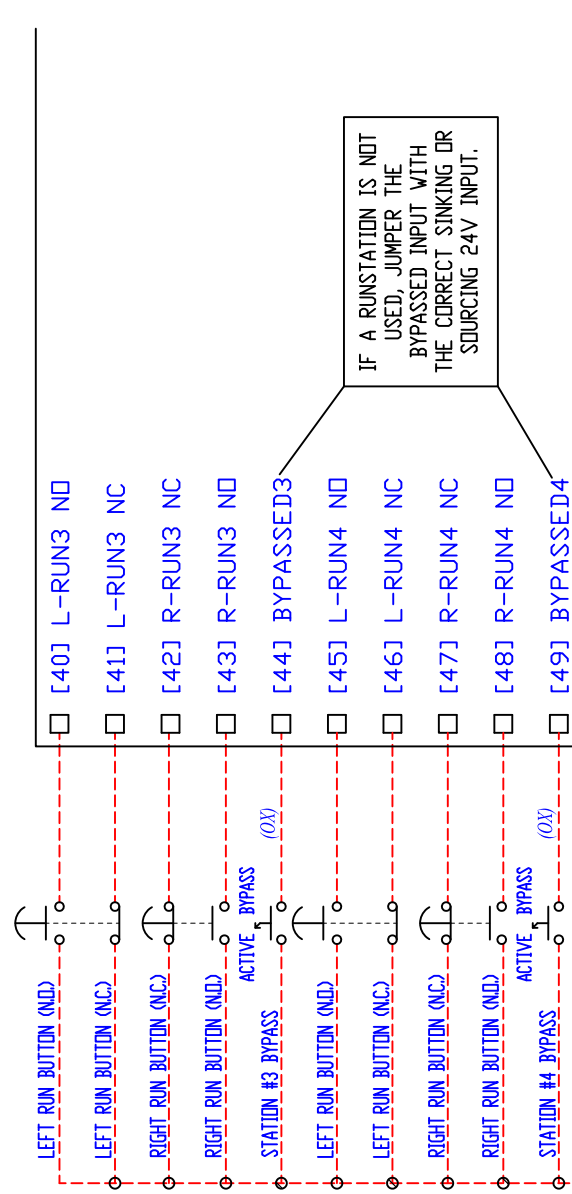 IF A RUNSTATION IS NOT
USED, JUMPER THE
BYPASSED INPUT WITH
THE CORRECT SINKING OR
SOURCING 24V INPUT.
[40] L-RUN3 NO
[41] L-RUN3 NC
[42] R-RUN3 NC
[43] R-RUN3 NO
[44] BYPASSED3
[45] L-RUN4 NO
[46] L-RUN4 NC
[47] R-RUN4 NC
[48] R-RUN4 NO
[49] BYPASSED4
(OX)
(OX)
LEFT RUN BUTTON (N.O.)
LEFT RUN BUTTON (N.C.)
RIGHT RUN BUTTON (N.C.)
RIGHT RUN BUTTON (N.O.)
ACTIVE BYPASS
STATION #3 BYPASS
LEFT RUN BUTTON (N.O.)
LEFT RUN BUTTON (N.C.)
RIGHT RUN BUTTON (N.C.)
RIGHT RUN BUTTON (N.O.)
ACTIVE BYPASS
STATION #4 BYPASS